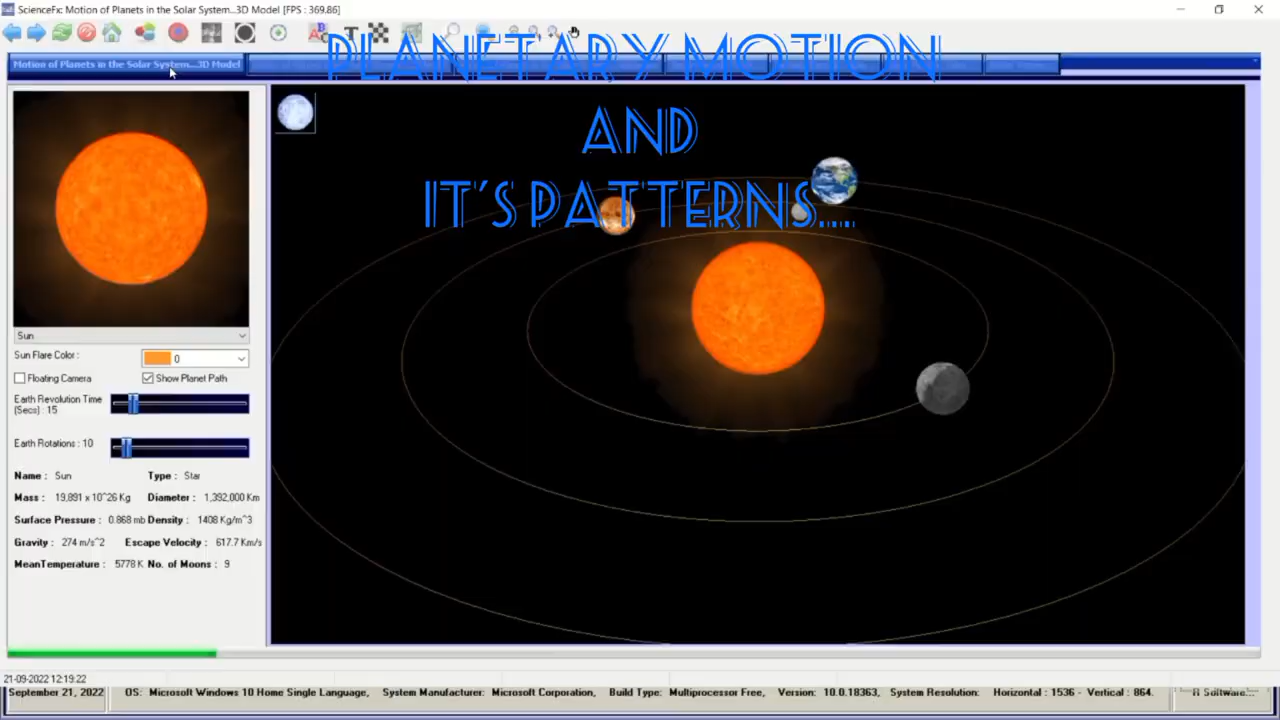 ScienceFx: Motion of Planets in the Solar System...3D Model [FPS : 369.86]
PLANETARY MOTION
AND
IT'S PATTERNS....
Motion of Planets in the Solar System...3D Model
Sun
Sun Flare Color : 0
Floating Camera Show Planet Path
Earth Revolution Time
(Secs) : 15
Earth Rotations : 10
Name : Sun Type : Star
Mass : 19,891 x 10^26 Kg Diameter : 1,392,000 Km
Surface Pressure : 0.868 mb Density : 1408 Kg/m^3
Gravity : 274 m/s^2 Escape Velocity : 617.7 Km/s
MeanTemperature : 5778 K No. of Moons : 9
21-09-2022 12:19.22
September 21, 2022 OS: Microsoft Windows 10 Home Single Language, System Manufacturer: Microsoft Corporation, Build Type: Multiprocessor Free, Version: 10.0.18363, System Resolution: Horizontal : 1536 - Vertical : 864. Software...